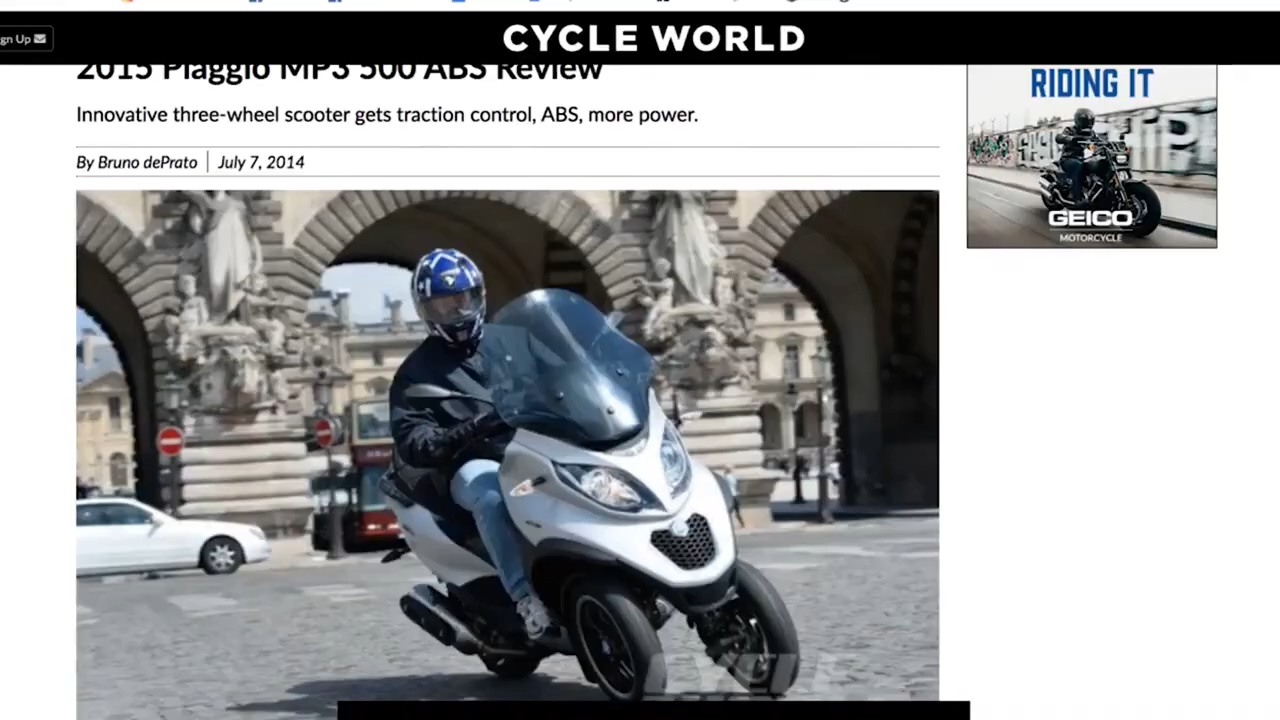 gn Up
CYCLE WORLD
2015 Piaggio MP3 500 ABS Review
Innovative three-wheel scooter gets traction control, ABS, more power.
By Bruno dePrato | July 7, 2014
RIDING IT
GEICO
MOTORCYCLE
CYCLE